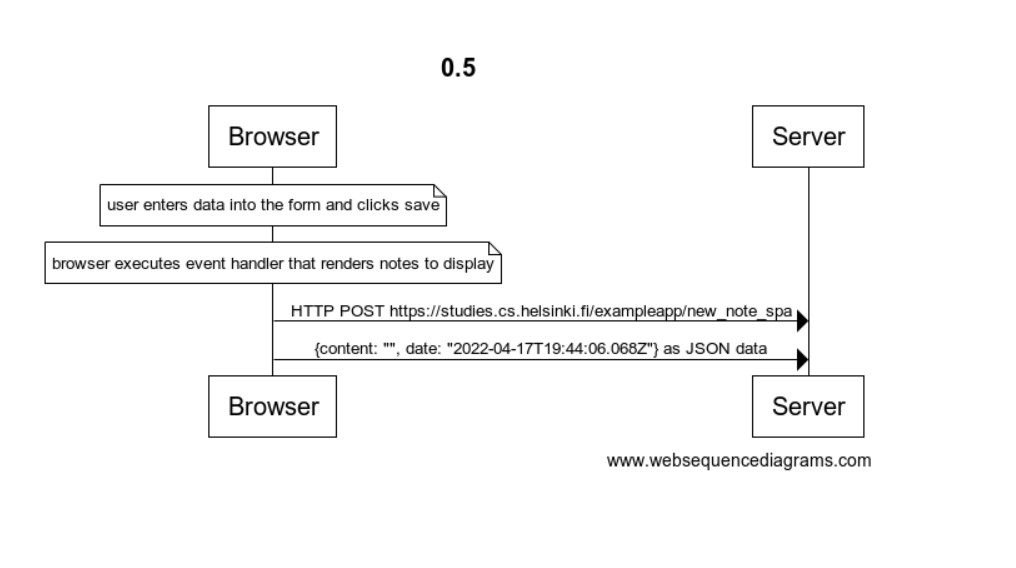 0.5
Browser
Server
user enters data into the form and clicks save
browser executes event handler that renders notes to display
HTTP POST https://studies.cs.helsinki.fi/exampleapp/new_note_spa
{content: "", date: "2022-04-17T19:44:06.068Z"} as JSON data
Browser
Server
www.websequencediagrams.com